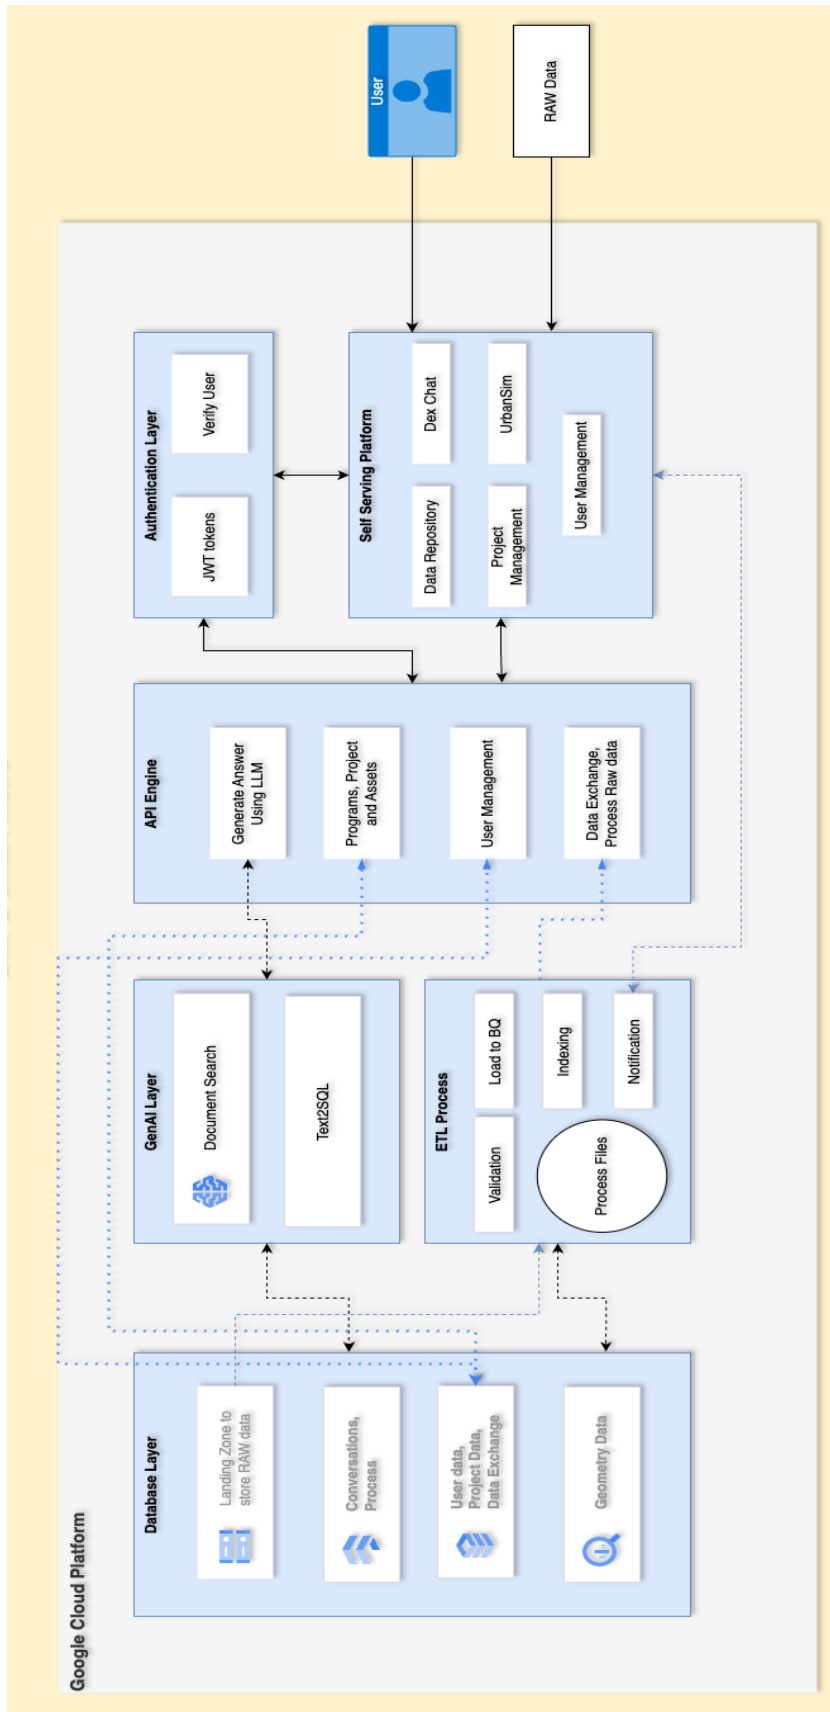 Google Cloud Platform
User
RAW Data
Authentication Layer
JWT tokens
Verify User
Self Serving Platform
Data Repository
Dex Chat
Project
Management
UrbanSim
User Management
API Engine
Generate Answer
Using LLM
Programs, Project
and Assets
User Management
Data Exchange,
Process Raw data
GenAI Layer
Document Search
Text2SQL
ETL Process
Validation
Load to BQ
Indexing
Process Files
Notification
Database Layer
Landing Zone to
store RAW data
Conversations,
Process
User data,
Project Data,
Data Exchange
Geometry Data